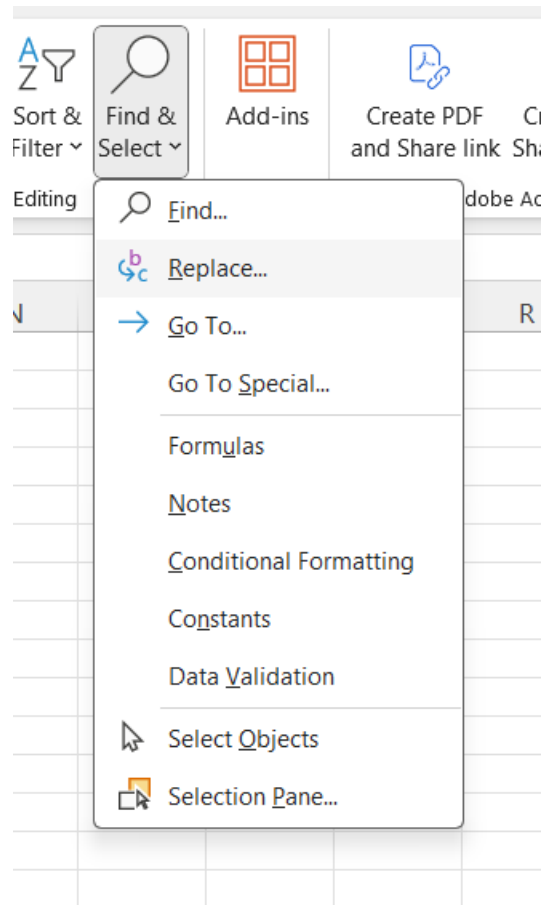 Sort & Filter
Find & Select
Add-ins
Create PDF and Share link
Editing
Find...
Replace...
Go To...
Go To Special...
Formulas
Notes
Conditional Formatting
Constants
Data Validation
Select Objects
Selection Pane...
N
R